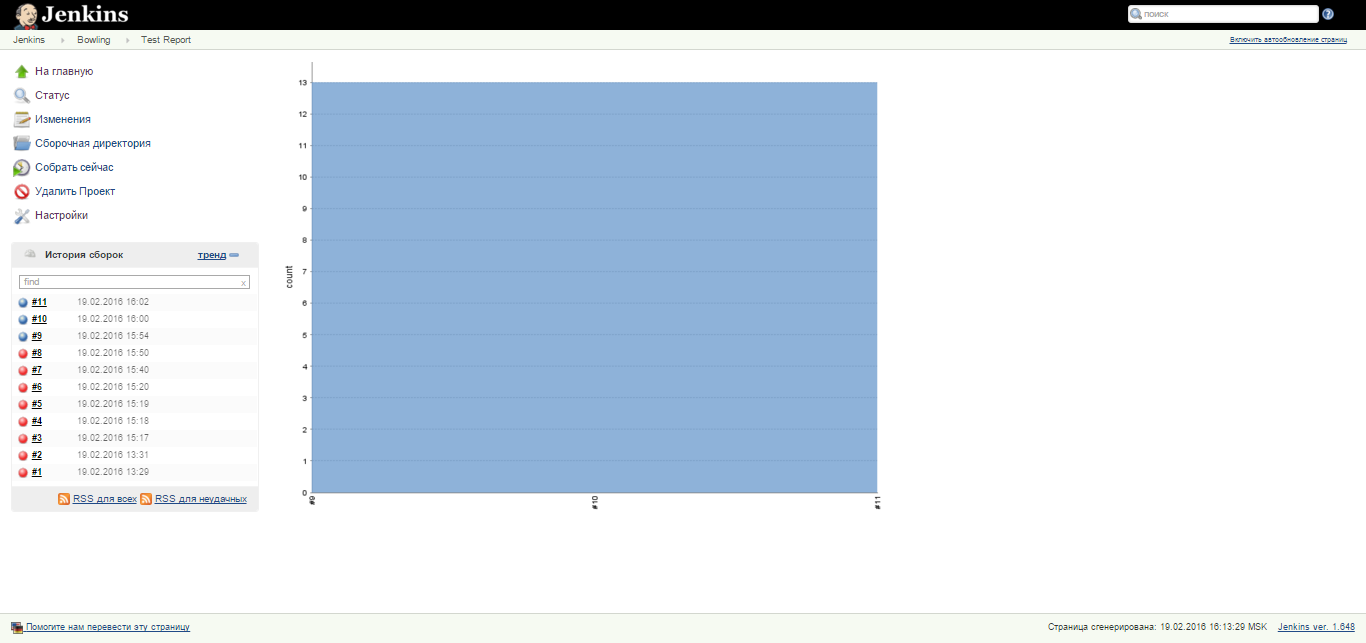 Jenkins
поиск
Jenkins Bowling Test Report
Включить автообновление страниц
На главную
Статус
Изменения
Сборочная директория
Собрать сейчас
Удалить Проект
Настройки
История сборок тренд
find x
#11 19.02.2016 16:02
#10 19.02.2016 16:00
#9 19.02.2016 15:54
#8 19.02.2016 15:50
#7 19.02.2016 15:40
#6 19.02.2016 15:20
#5 19.02.2016 15:19
#4 19.02.2016 15:18
#3 19.02.2016 15:17
#2 19.02.2016 13:31
#1 19.02.2016 13:29
RSS для всех RSS для неудачных
count
13
12
11
10
9
8
7
6
5
4
3
2
1
0
#9 #10 #11
Помогите нам перевести эту страницу
Страница сгенерирована: 19.02.2016 16:13:29 MSK Jenkins ver. 1.648